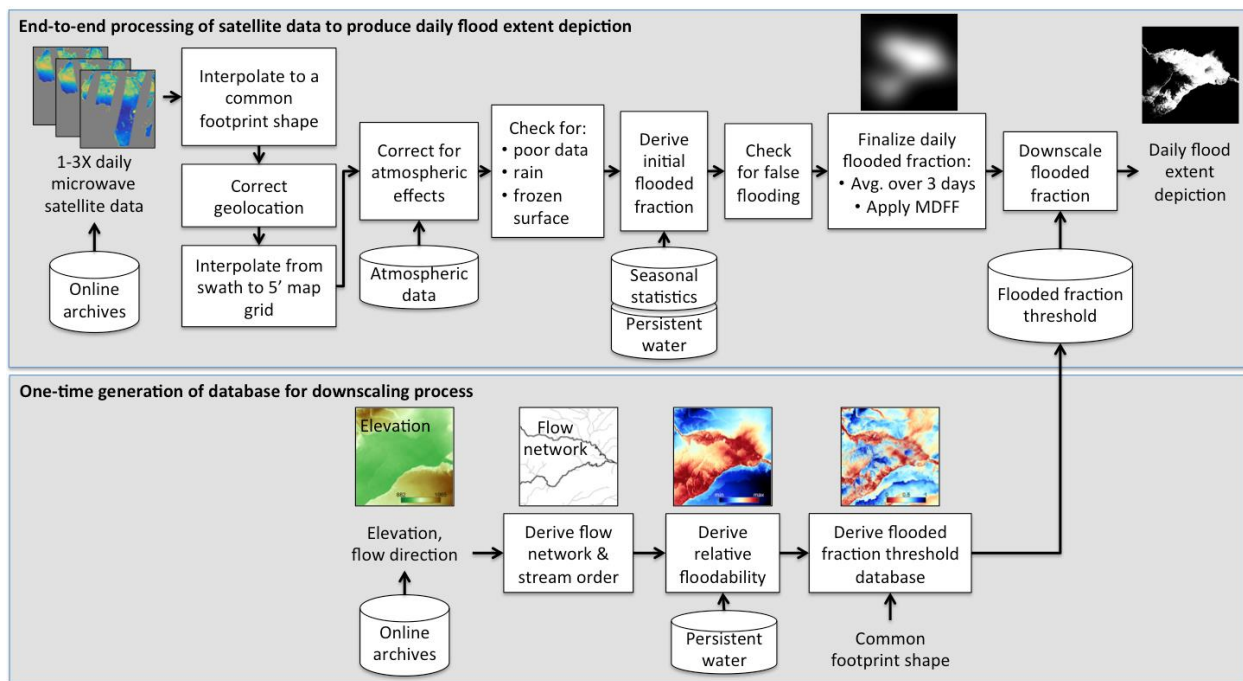 End-to-end processing of satellite data to produce daily flood extent depiction
1-3X daily
microwave
satellite data
Online
archives
Interpolate to a
common
footprint shape
Correct
geolocation
Interpolate from
swath to 5’ map
grid
Correct for
atmospheric
effects
Atmospheric
data
Check for:
• poor data
• rain
• frozen
surface
Derive
initial
flooded
fraction
Seasonal
statistics
Persistent
water
Check
for false
flooding
Finalize daily
flooded fraction:
• Avg. over 3 days
• Apply MDFF
Downscale
flooded
fraction
Flooded fraction
threshold
Daily flood
extent
depiction
One-time generation of database for downscaling process
Elevation
Elevation,
flow direction
Online
archives
Flow
network
Derive flow
network &
stream order
min
max
Derive
relative
floodability
Persistent
water
Derive flooded
fraction threshold
database
Common
footprint shape